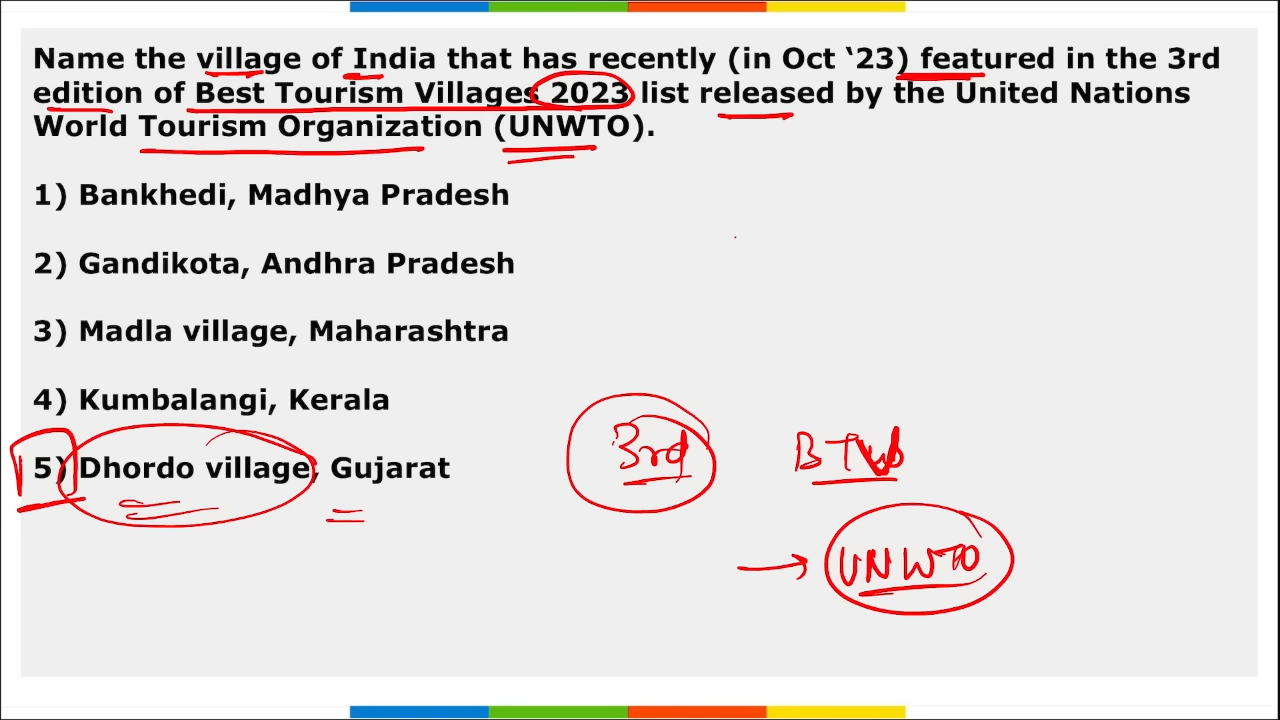 Name the village of India that has recently (in Oct ‘23) featured in the 3rd
edition of Best Tourism Villages 2023 list released by the United Nations
World Tourism Organization (UNWTO).
1) Bankhedi, Madhya Pradesh
2) Gandikota, Andhra Pradesh
3) Madla village, Maharashtra
4) Kumbalangi, Kerala
5) Dhordo village, Gujarat
3rd
UNWTO